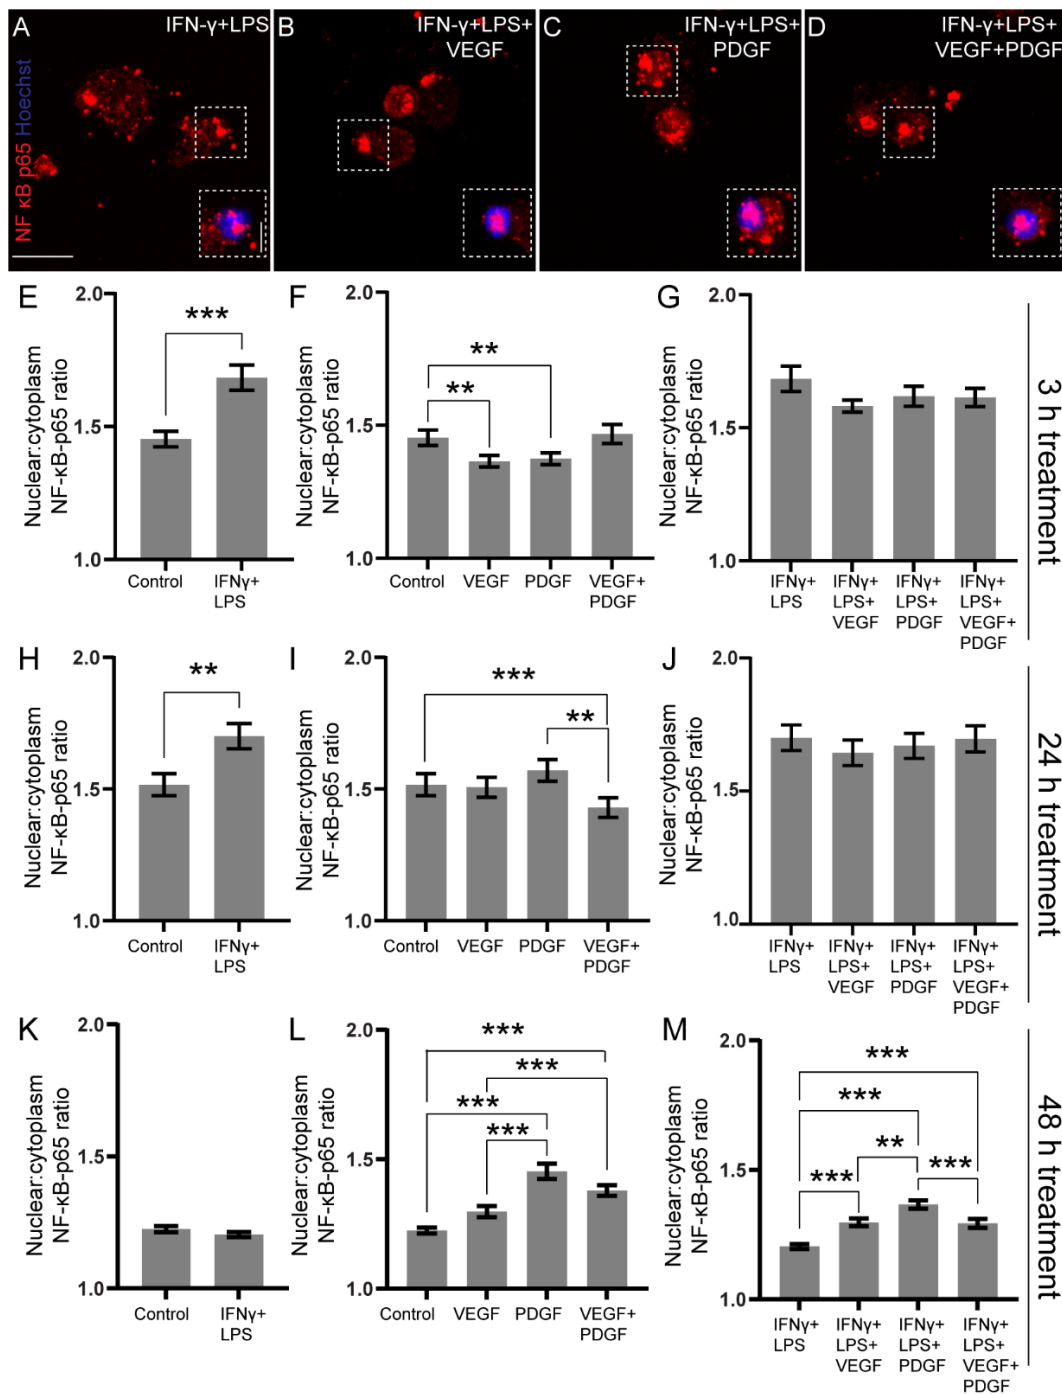 A
IFN-γ+LPS
B
IFN-γ+LPS+
VEGF
C
IFN-γ+LPS+
PDGF
D
IFN-γ+LPS+
VEGF+PDGF
NF κB p65 Hoechst
E
2.0
1.5
1.0
Nuclear:cytoplasm
NF-κB-p65 ratio
***
Control
IFNγ+
LPS
F
2.0
1.5
1.0
Nuclear:cytoplasm
NF-κB-p65 ratio
**
**
Control
VEGF
PDGF
VEGF+
PDGF
G
2.0
1.5
1.0
Nuclear:cytoplasm
NF-κB-p65 ratio
IFNγ+
LPS
IFNγ+
LPS+
VEGF
IFNγ+
LPS+
PDGF
IFNγ+
LPS+
VEGF+
PDGF
3 h treatment
H
2.0
1.5
1.0
Nuclear:cytoplasm
NF-κB-p65 ratio
**
Control
IFNγ+
LPS
I
2.0
1.5
1.0
Nuclear:cytoplasm
NF-κB-p65 ratio
***
**
Control
VEGF
PDGF
VEGF+
PDGF
J
2.0
1.5
1.0
Nuclear:cytoplasm
NF-κB-p65 ratio
IFNγ+
LPS
IFNγ+
LPS+
VEGF
IFNγ+
LPS+
PDGF
IFNγ+
LPS+
VEGF+
PDGF
24 h treatment
K
2.0
1.5
1.0
Nuclear:cytoplasm
NF-κB-p65 ratio
Control
IFNγ+
LPS
L
2.0
1.5
1.0
Nuclear:cytoplasm
NF-κB-p65 ratio
***
***
***
***
Control
VEGF
PDGF
VEGF+
PDGF
M
2.0
1.5
1.0
Nuclear:cytoplasm
NF-κB-p65 ratio
***
***
**
***
***
IFNγ+
LPS
IFNγ+
LPS+
VEGF
IFNγ+
LPS+
PDGF
IFNγ+
LPS+
VEGF+
PDGF
48 h treatment